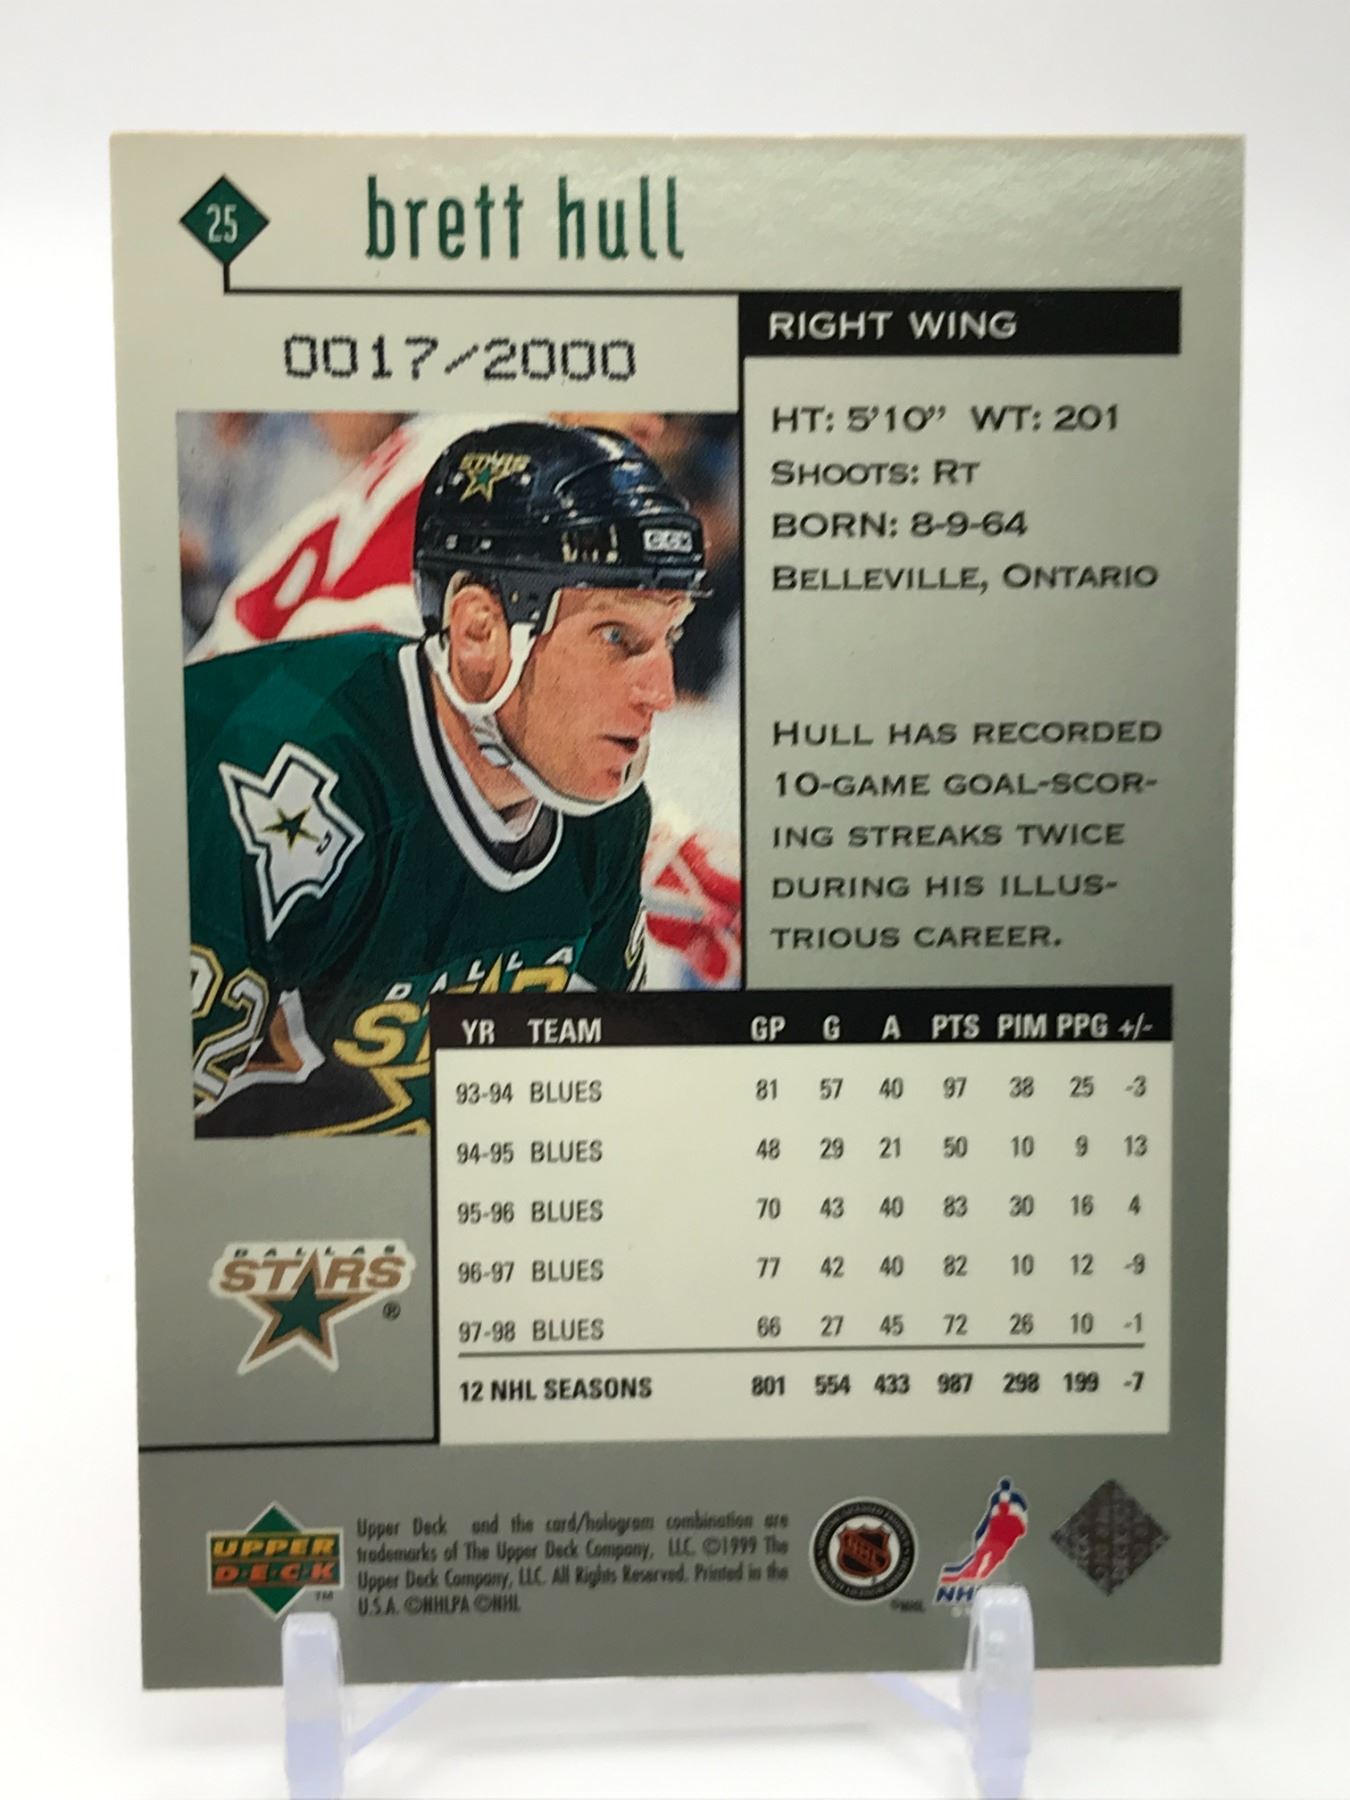 25
brett hull
0017/2000
RIGHT WING
HT: 5'10" WT: 201
SHOOTS: RT
BORN: 8-9-64
BELLEVILLE, ONTARIO
HULL HAS RECORDED
10-GAME GOAL-SCOR-
ING STREAKS TWICE
DURING HIS ILLUS-
TRIOUS CAREER.
STARS
CCM
22
DALLAS
YR TEAM GP G A PTS PIM PPG +/-
93-94 BLUES 81 57 40 97 38 25 -3
94-95 BLUES 48 29 21 50 10 9 13
95-96 BLUES 70 43 40 83 30 16 4
96-97 BLUES 77 42 40 82 10 12 -9
97-98 BLUES 66 27 45 72 26 10 -1
12 NHL SEASONS 801 554 433 987 298 199 -7
DALLAS
STARS
®
UPPER
DECK
TM
Upper Deck and the card/hologram combination are
trademarks of The Upper Deck Company, LLC. ©1999 The
Upper Deck Company, LLC. All Rights Reserved. Printed in the
U.S.A. ©NHLPA ©NHL
NHL
©NHL
NH